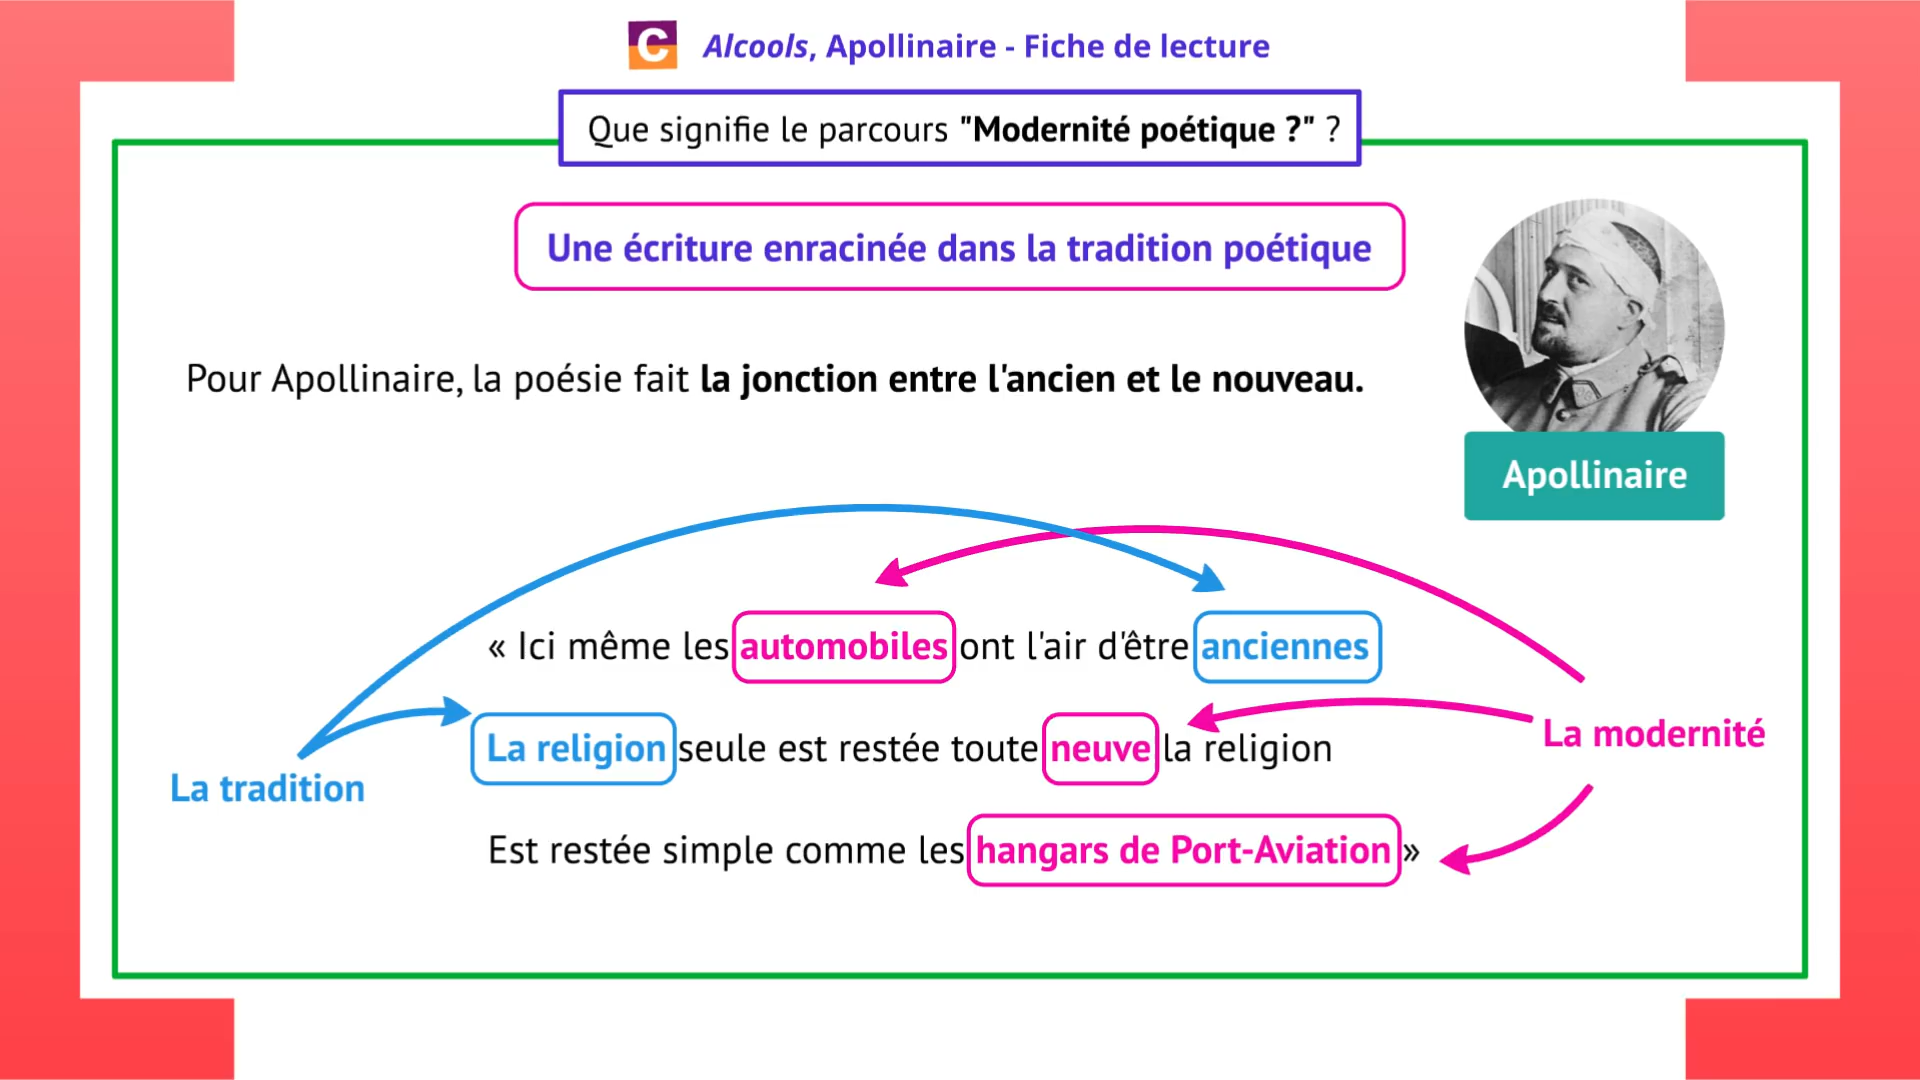 C
Alcools, Apollinaire - Fiche de lecture
Que signifie le parcours "Modernité poétique ?" ?
Une écriture enracinée dans la tradition poétique
Pour Apollinaire, la poésie fait la jonction entre l'ancien et le nouveau.
Apollinaire
« Ici même les automobiles ont l'air d'être anciennes
La religion seule est restée toute neuve la religion
La modernité
La tradition
Est restée simple comme les hangars de Port-Aviation »